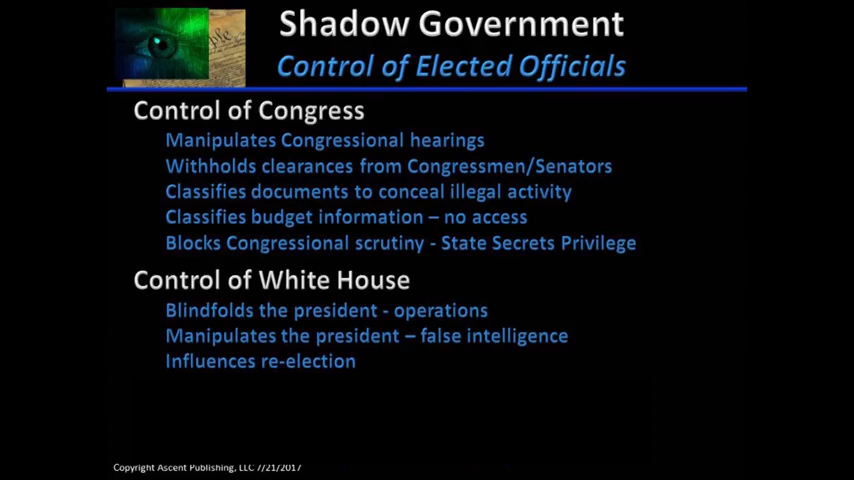 Shadow Government
Control of Elected Officials
Control of Congress
Manipulates Congressional hearings
Withholds clearances from Congressmen/Senators
Classifies documents to conceal illegal activity
Classifies budget information – no access
Blocks Congressional scrutiny - State Secrets Privilege
Control of White House
Blindfolds the president - operations
Manipulates the president – false intelligence
Influences re-election
Copyright Ascent Publishing, LLC 7/21/2017